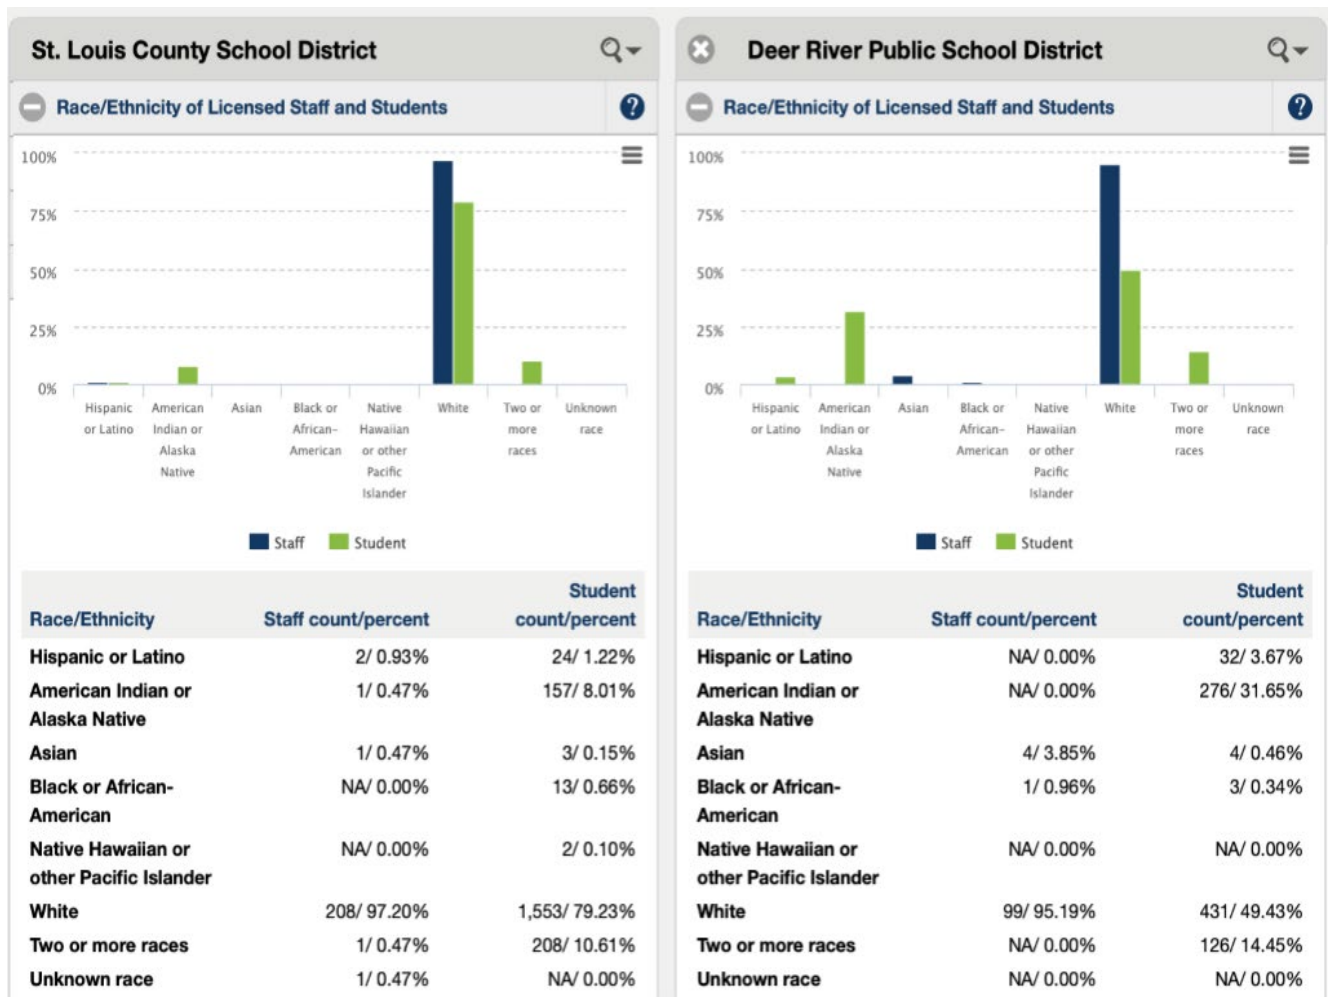 St. Louis County School District
Race/Ethnicity of Licensed Staff and Students
?
100%
75%
50%
25%
0%
Hispanic or Latino
American Indian or Alaska Native
Asian
Black or African-American
Native Hawaiian or other Pacific Islander
White
Two or more races
Unknown race
Staff
Student
Race/Ethnicity Staff count/percent Student count/percent
Hispanic or Latino 2/ 0.93% 24/ 1.22%
American Indian or 1/ 0.47% 157/ 8.01%
Alaska Native
Asian 1/ 0.47% 3/ 0.15%
Black or African- NA/ 0.00% 13/ 0.66%
American
Native Hawaiian or NA/ 0.00% 2/ 0.10%
other Pacific Islander
White 208/ 97.20% 1,553/ 79.23%
Two or more races 1/ 0.47% 208/ 10.61%
Unknown race 1/ 0.47% NA/ 0.00%
Deer River Public School District
Race/Ethnicity of Licensed Staff and Students
?
100%
75%
50%
25%
0%
Hispanic or Latino
American Indian or Alaska Native
Asian
Black or African-American
Native Hawaiian or other Pacific Islander
White
Two or more races
Unknown race
Staff
Student
Race/Ethnicity Staff count/percent Student count/percent
Hispanic or Latino NA/ 0.00% 32/ 3.67%
American Indian or NA/ 0.00% 276/ 31.65%
Alaska Native
Asian 4/ 3.85% 4/ 0.46%
Black or African- 1/ 0.96% 3/ 0.34%
American
Native Hawaiian or NA/ 0.00% NA/ 0.00%
other Pacific Islander
White 99/ 95.19% 431/ 49.43%
Two or more races NA/ 0.00% 126/ 14.45%
Unknown race NA/ 0.00% NA/ 0.00%